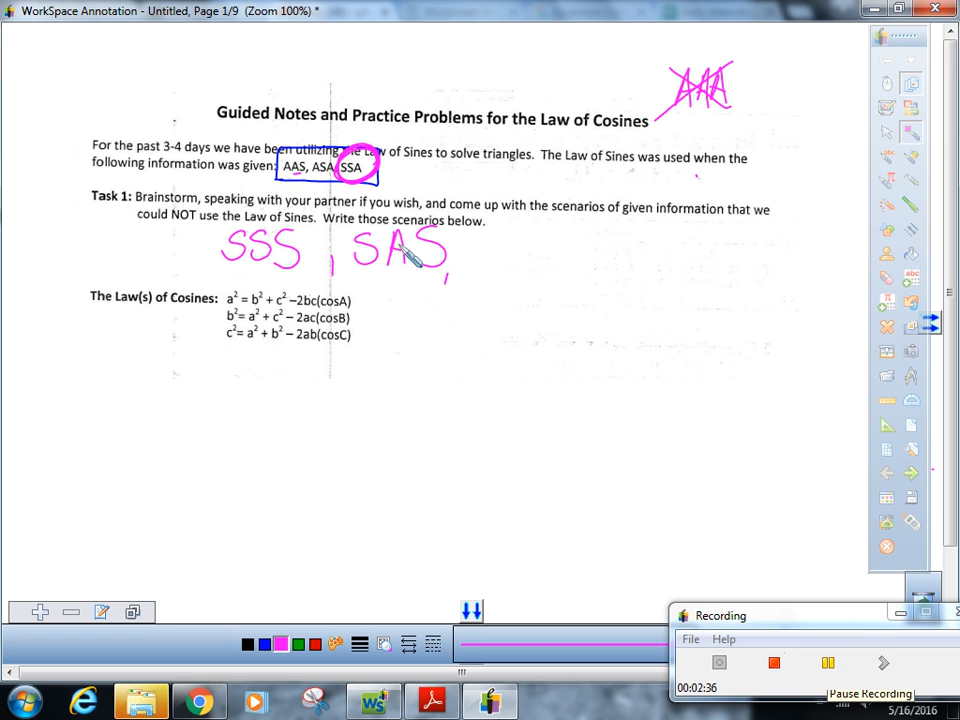 WorkSpace Annotation - Untitled, Page 1/9 (Zoom 100%) *
AAA
Guided Notes and Practice Problems for the Law of Cosines
For the past 3-4 days we have been utilizing the Law of Sines to solve triangles. The Law of Sines was used when the
following information was given: AAS, ASA, SSA
Task 1: Brainstorm, speaking with your partner if you wish, and come up with the scenarios of given information that we
could NOT use the Law of Sines. Write those scenarios below.
SSS, SAS,
The Law(s) of Cosines: a² = b² + c² –2bc(cosA)
b²= a² + c² – 2ac(cosB)
c²= a² + b² – 2ab(cosC)
Recording
File Help
00:02:36
Pause Recording
5/16/2016